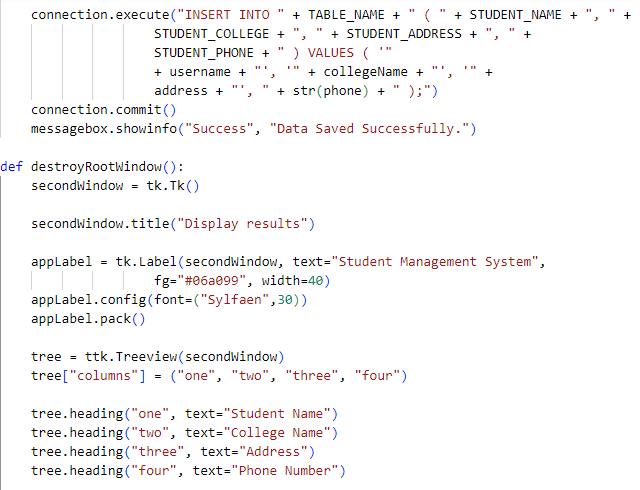 connection.execute("INSERT INTO " + TABLE_NAME + " ( " + STUDENT_NAME + ", " +
STUDENT_COLLEGE + ", " + STUDENT_ADDRESS + ", " +
STUDENT_PHONE + " ) VALUES ( '"
+ username + "', '" + collegeName + "', '" +
address + "', " + str(phone) + " );")
connection.commit()
messagebox.showinfo("Success", "Data Saved Successfully.")
def destroyRootWindow():
secondWindow = tk.Tk()
secondWindow.title("Display results")
appLabel = tk.Label(secondWindow, text="Student Management System",
fg="#06a099", width=40)
appLabel.config(font=("Sylfaen",30))
appLabel.pack()
tree = ttk.Treeview(secondWindow)
tree["columns"] = ("one", "two", "three", "four")
tree.heading("one", text="Student Name")
tree.heading("two", text="College Name")
tree.heading("three", text="Address")
tree.heading("four", text="Phone Number")